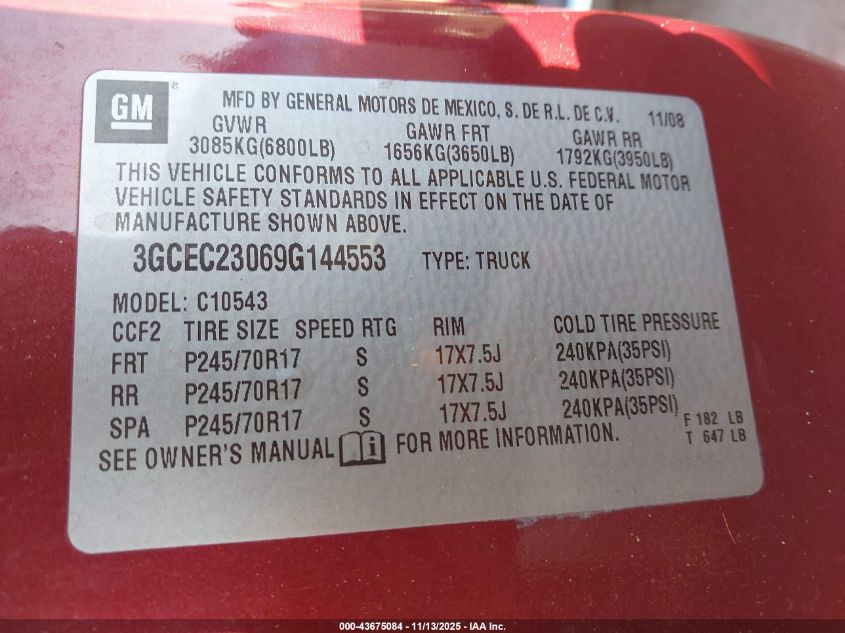 GM ® MFD BY GENERAL MOTORS DE MEXICO, S. DE R.L. DE C.V. 11/08
GVWR GAWR FRT GAWR RR
3085KG(6800LB) 1656KG(3650LB) 1792KG(3950LB)
THIS VEHICLE CONFORMS TO ALL APPLICABLE U.S. FEDERAL MOTOR
VEHICLE SAFETY STANDARDS IN EFFECT ON THE DATE OF
MANUFACTURE SHOWN ABOVE.
3GCEC23069G144553 TYPE: TRUCK
MODEL: C10543
CCF2 TIRE SIZE SPEED RTG RIM COLD TIRE PRESSURE
FRT P245/70R17 S 17X7.5J 240KPA(35PSI)
RR P245/70R17 S 17X7.5J 240KPA(35PSI)
SPA P245/70R17 S 17X7.5J 240KPA(35PSI) F 182 LB
SEE OWNER'S MANUAL i FOR MORE INFORMATION. T 647 LB
000-43675084 - 11/13/2025 - IAA Inc.